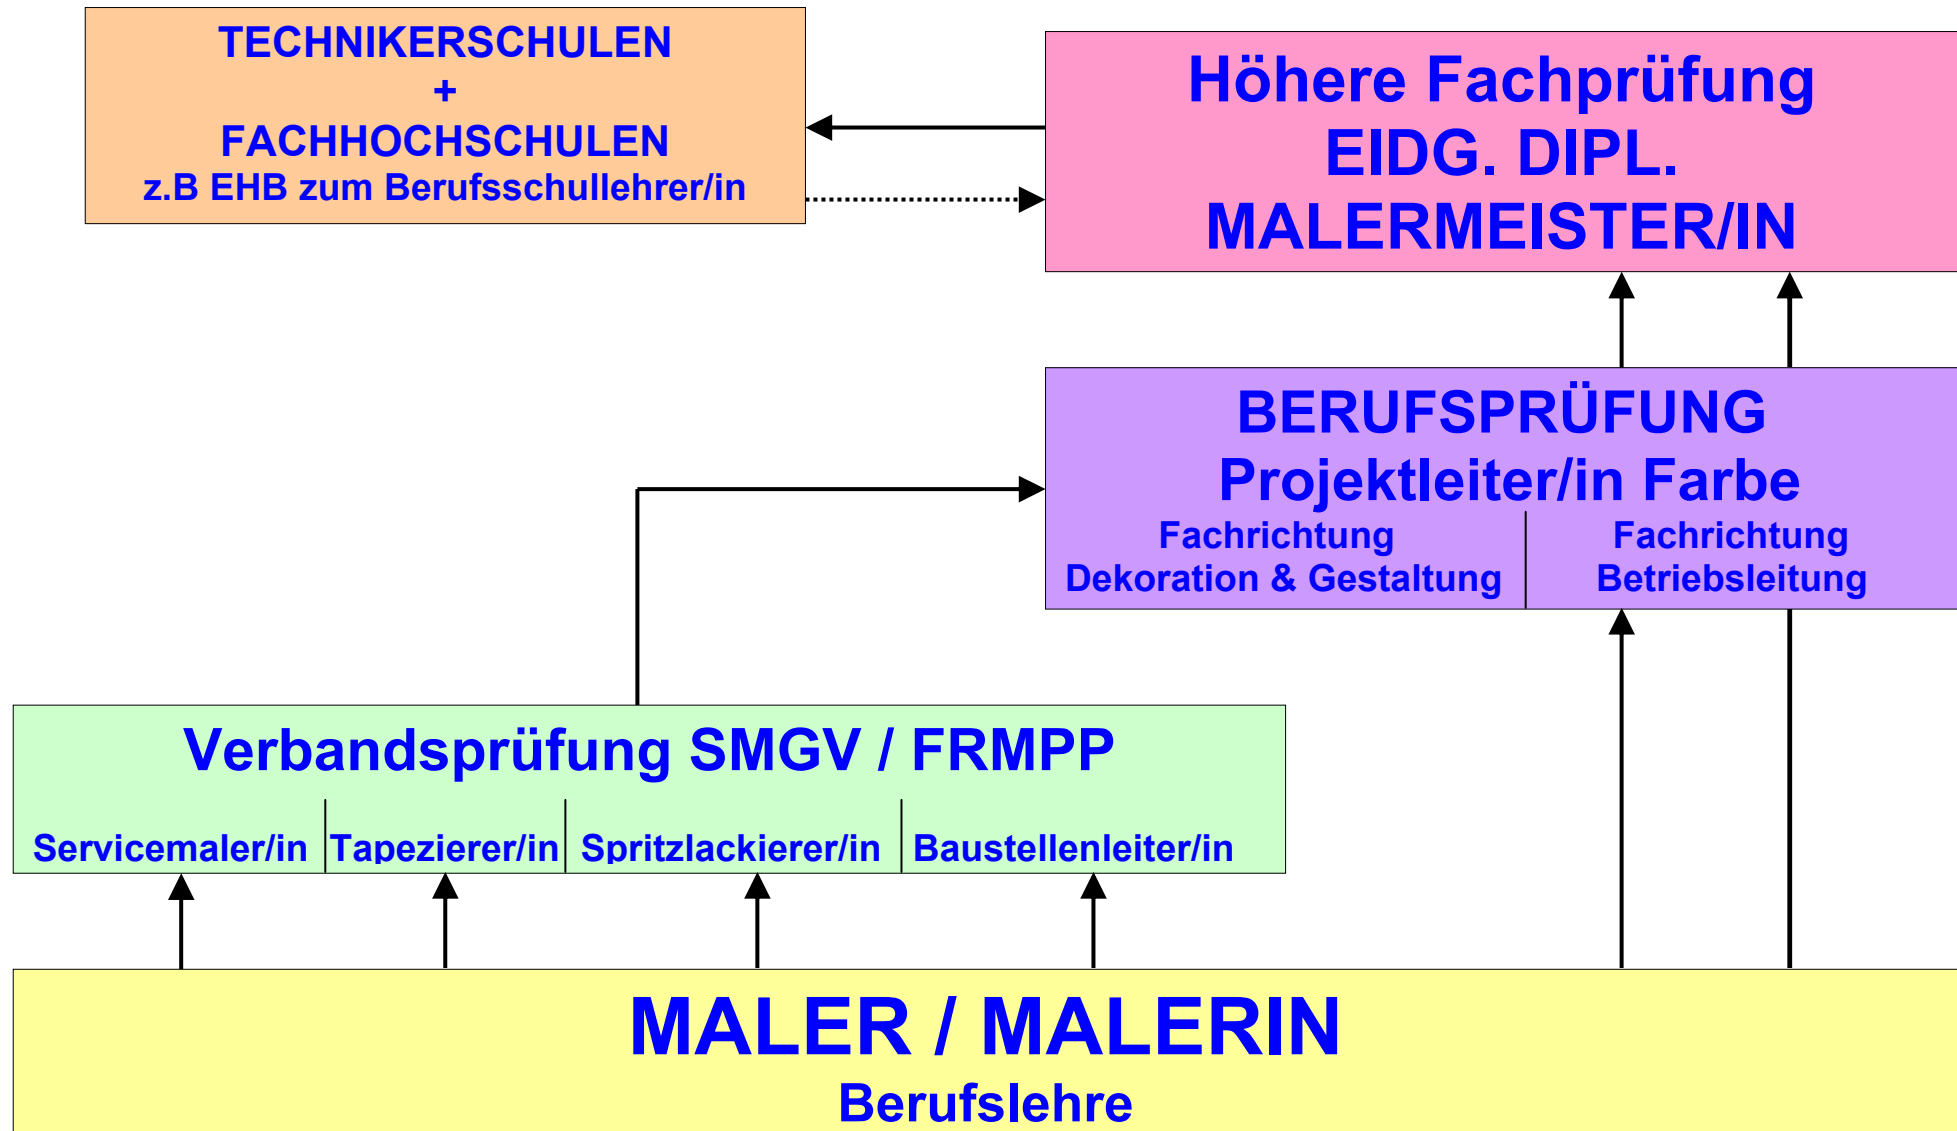 TECHNIKERSCHULEN
+
FACHHOCHSCHULEN
z.B EHB zum Berufsschullehrer/in
Höhere Fachprüfung
EIDG. DIPL.
MALERMEISTER/IN
BERUFSPRÜFUNG
Projektleiter/in Farbe
Fachrichtung
Dekoration & Gestaltung
Fachrichtung
Betriebsleitung
Verbandsprüfung SMGV / FRMPP
Servicemaler/in
Tapezierer/in
Spritzlackierer/in
Baustellenleiter/in
MALER / MALERIN
Berufslehre